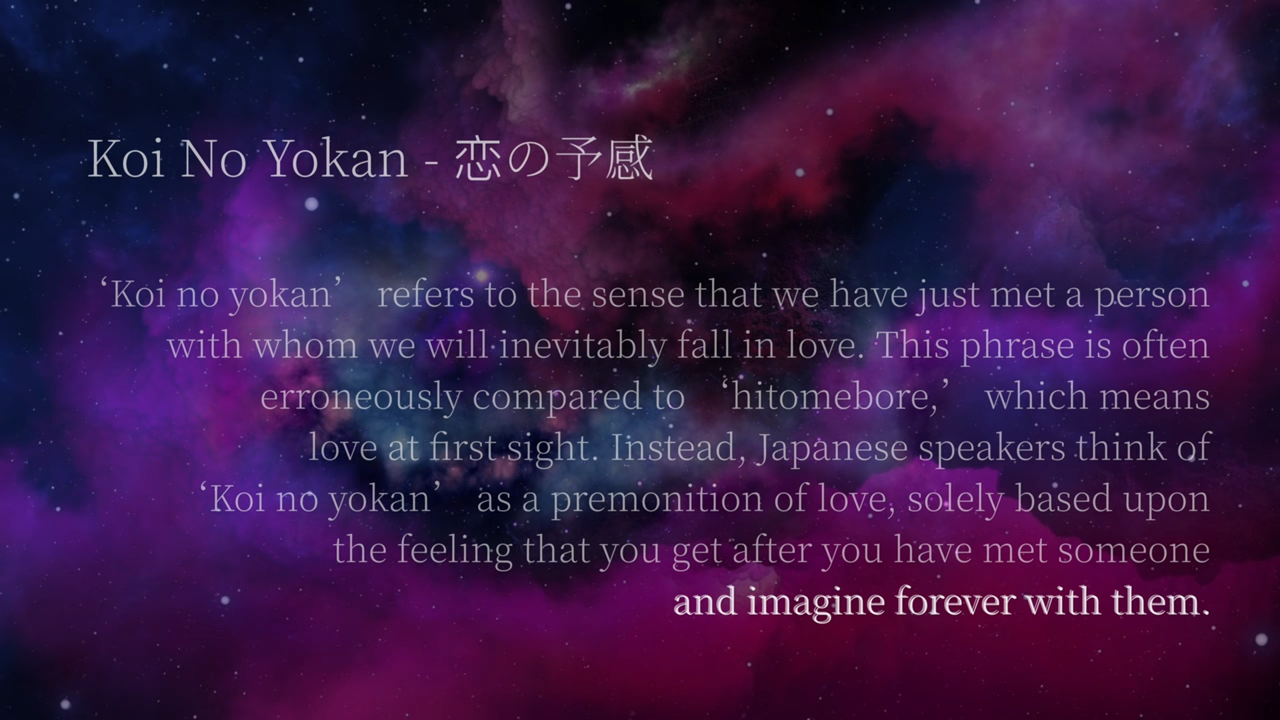 Koi No Yokan - 恋の予感
‘Koi no yokan’ refers to the sense that we have just met a person
with whom we will inevitably fall in love. This phrase is often
erroneously compared to ‘hitomebore,’ which means
love at first sight. Instead, Japanese speakers think of
‘Koi no yokan’ as a premonition of love, solely based upon
the feeling that you get after you have met someone
and imagine forever with them.